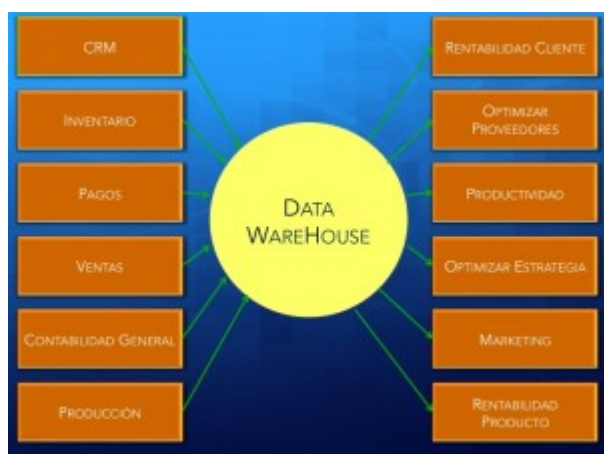 CRM
INVENTARIO
PAGOS
VENTAS
CONTABILIDAD GENERAL
PRODUCCIÓN
DATA
WAREHOUSE
RENTABILIDAD CLIENTE
OPTIMIZAR
PROVEEDORES
PRODUCTIVIDAD
OPTIMIZAR ESTRATEGIA
MARKETING
RENTABILIDAD
PRODUCTO